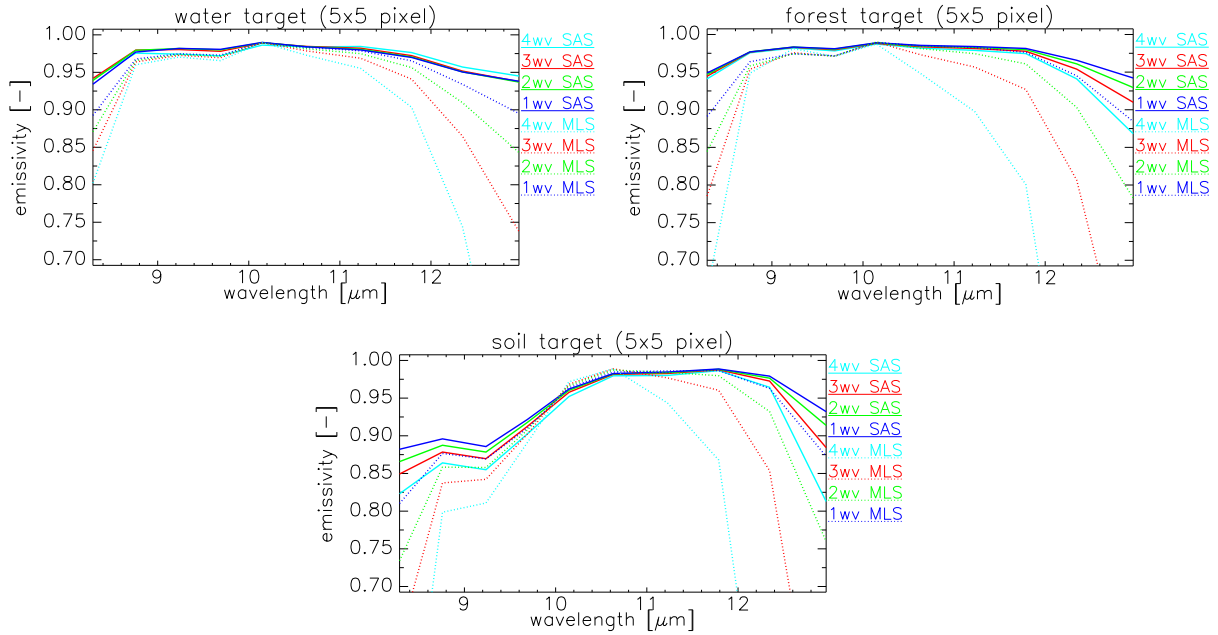 water target (5x5 pixel)
1.00
0.95
0.90
0.85
0.80
0.75
0.70
emissivity [-]
9 10 11 12
wavelength [μm]
4wv SAS
3wv SAS
2wv SAS
1wv SAS
4wv MLS
3wv MLS
2wv MLS
1wv MLS
forest target (5x5 pixel)
1.00
0.95
0.90
0.85
0.80
0.75
0.70
emissivity [-]
9 10 11 12
wavelength [μm]
4wv SAS
3wv SAS
2wv SAS
1wv SAS
4wv MLS
3wv MLS
2wv MLS
1wv MLS
soil target (5x5 pixel)
1.00
0.95
0.90
0.85
0.80
0.75
0.70
emissivity [-]
9 10 11 12
wavelength [μm]
4wv SAS
3wv SAS
2wv SAS
1wv SAS
4wv MLS
3wv MLS
2wv MLS
1wv MLS